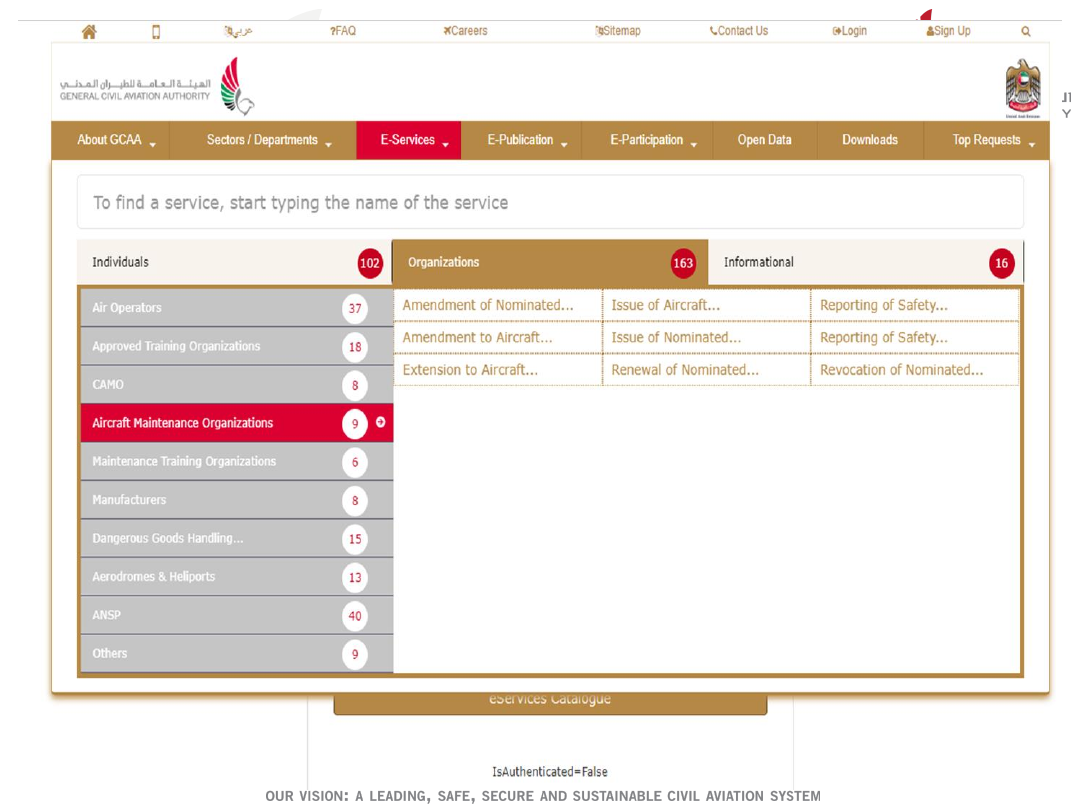 عربي ?FAQ Careers Sitemap Contact Us Login Sign Up
الهيئة العامة للطيران المدني
GENERAL CIVIL AVIATION AUTHORITY
About GCAA Sectors / Departments E-Services E-Publication E-Participation Open Data Downloads Top Requests
To find a service, start typing the name of the service
Individuals 102 Organizations 163 Informational 16
Air Operators 37 Amendment of Nominated... Issue of Aircraft... Reporting of Safety...
Approved Training Organizations 18 Amendment to Aircraft... Issue of Nominated... Reporting of Safety...
CAMO 8 Extension to Aircraft... Renewal of Nominated... Revocation of Nominated...
Aircraft Maintenance Organizations 9
Maintenance Training Organizations 6
Manufacturers 8
Dangerous Goods Handling... 15
Aerodromes & Heliports 13
ANSP 40
Others 9
eServices Catalogue
IsAuthenticated=False
OUR VISION: A LEADING, SAFE, SECURE AND SUSTAINABLE CIVIL AVIATION SYSTEM